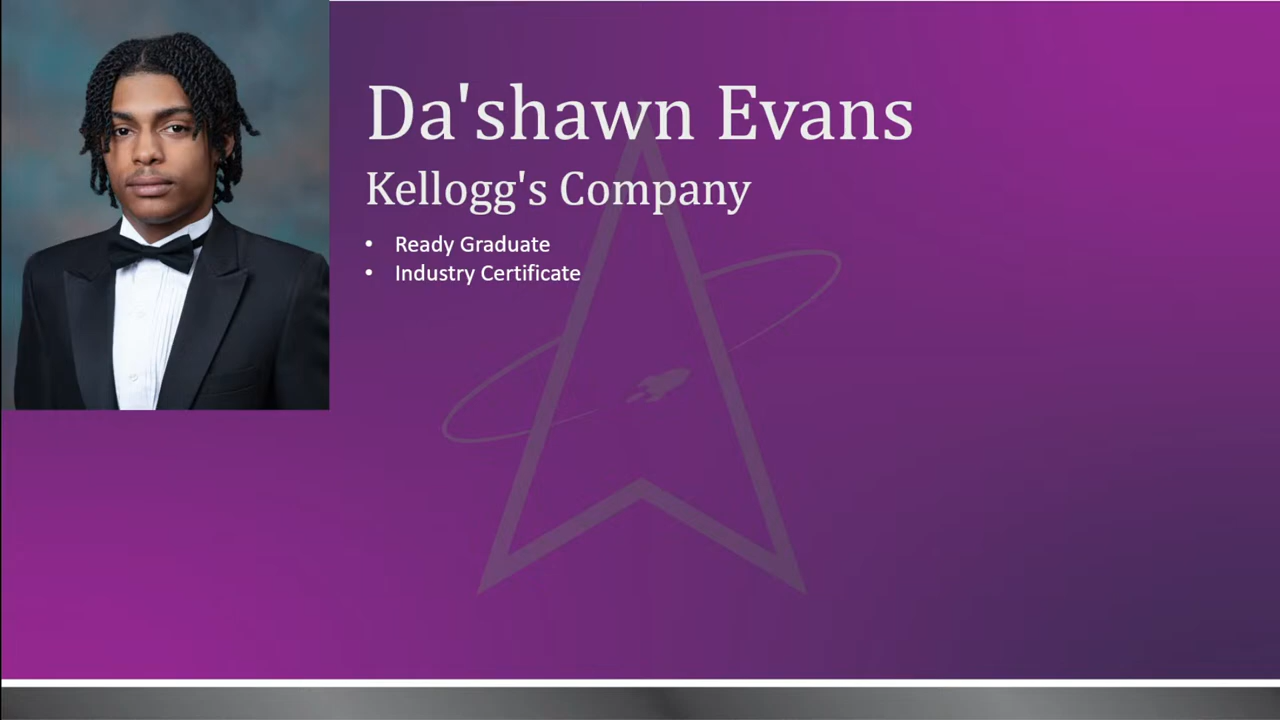 Da'shawn Evans
Kellogg's Company
• Ready Graduate
• Industry Certificate